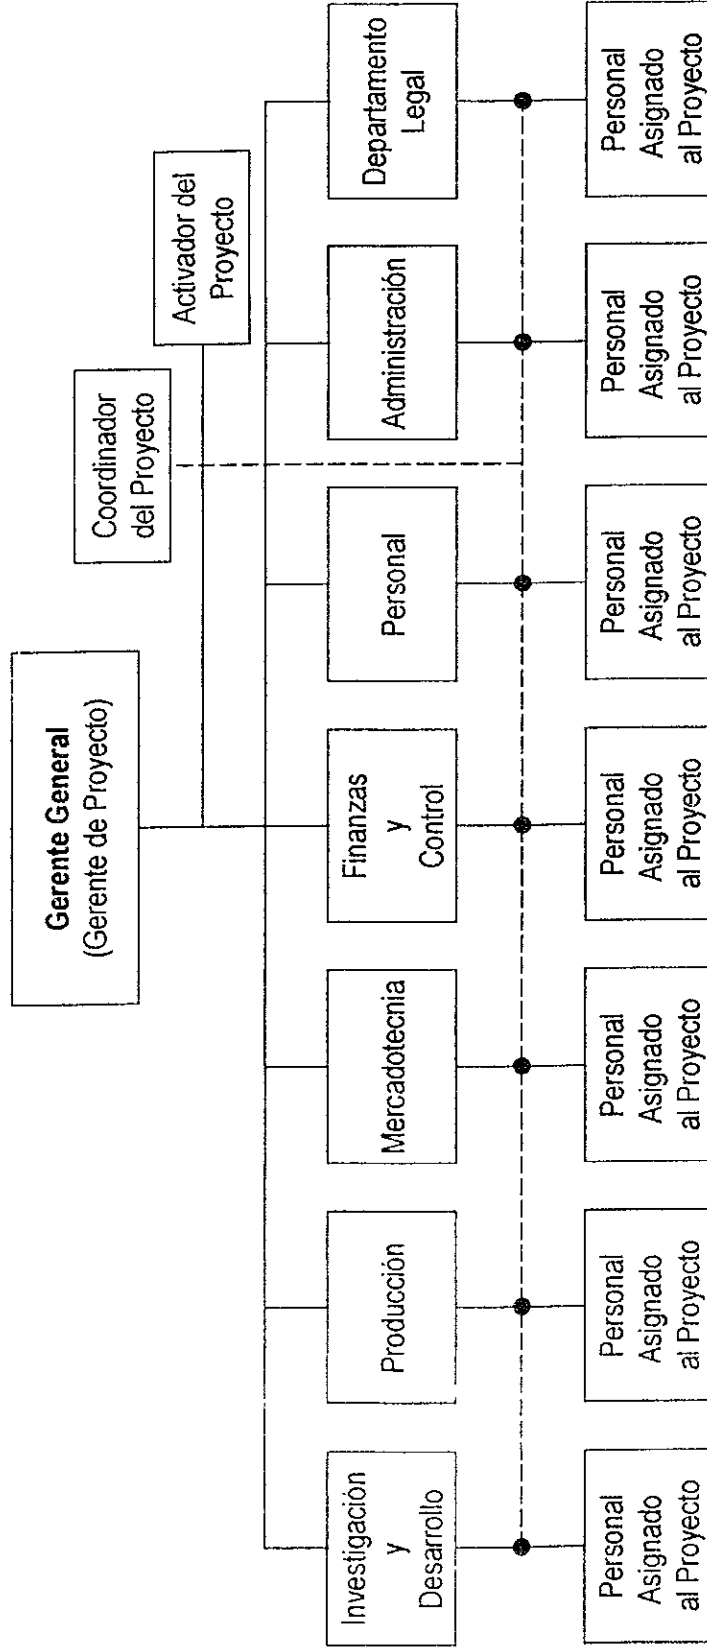 Gerente General
(Gerente de Proyecto)
Coordinador
del Proyecto
Activador del
Proyecto
Investigación
y
Desarrollo
Producción
Mercadotecnia
Finanzas
y
Control
Personal
Administración
Departamento
Legal
Personal
Asignado
al Proyecto
Personal
Asignado
al Proyecto
Personal
Asignado
al Proyecto
Personal
Asignado
al Proyecto
Personal
Asignado
al Proyecto
Personal
Asignado
al Proyecto
Personal
Asignado
al Proyecto